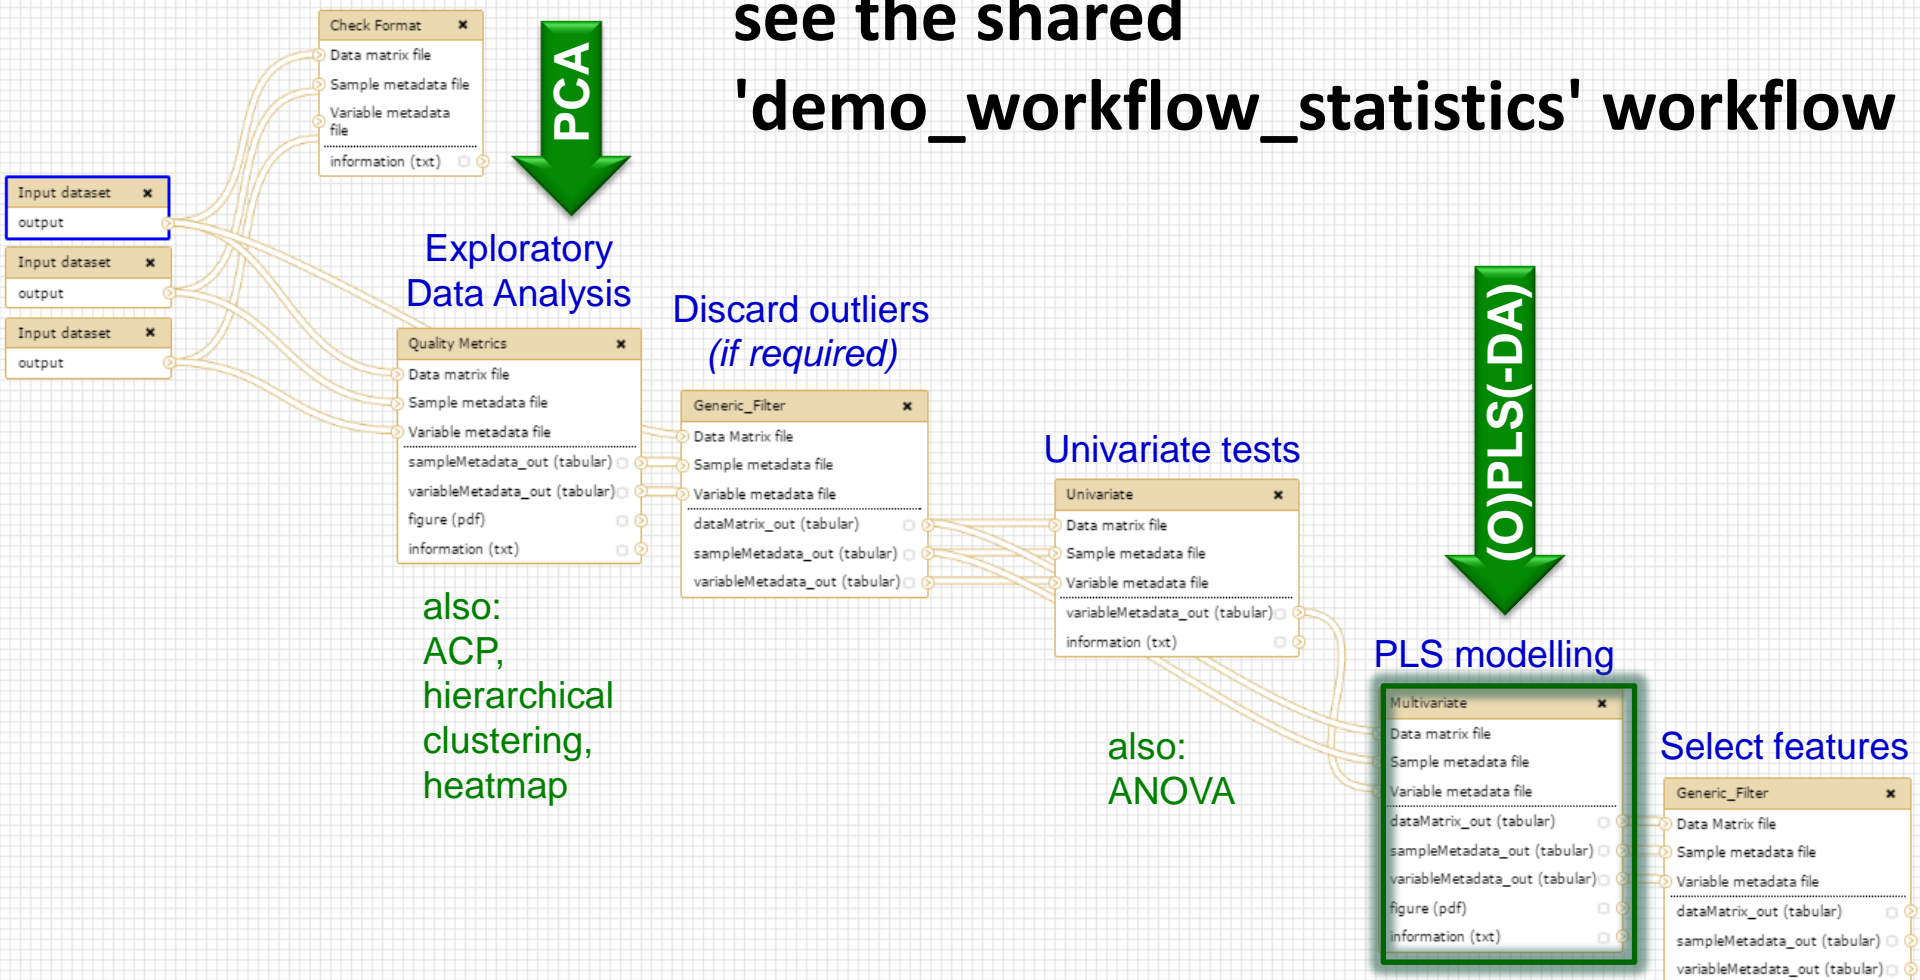 see the shared
'demo_workflow_statistics' workflow
Check Format
Data matrix file
Sample metadata file
Variable metadata
file
information (txt)
PCA
Input dataset
output
Input dataset
output
Input dataset
output
Exploratory
Data Analysis
Quality Metrics
Data matrix file
Sample metadata file
Variable metadata file
sampleMetadata_out (tabular)
variableMetadata_out (tabular)
figure (pdf)
information (txt)
also:
ACP,
hierarchical
clustering,
heatmap
Discard outliers
(if required)
Generic_Filter
Data Matrix file
Sample metadata file
Variable metadata file
dataMatrix_out (tabular)
sampleMetadata_out (tabular)
variableMetadata_out (tabular)
Univariate tests
Univariate
Data matrix file
Sample metadata file
Variable metadata file
variableMetadata_out (tabular)
information (txt)
also:
ANOVA
(O)PLS(-DA)
PLS modelling
Multivariate
Data matrix file
Sample metadata file
Variable metadata file
dataMatrix_out (tabular)
sampleMetadata_out (tabular)
variableMetadata_out (tabular)
figure (pdf)
information (txt)
Select features
Generic_Filter
Data Matrix file
Sample metadata file
Variable metadata file
dataMatrix_out (tabular)
sampleMetadata_out (tabular)
variableMetadata_out (tabular)